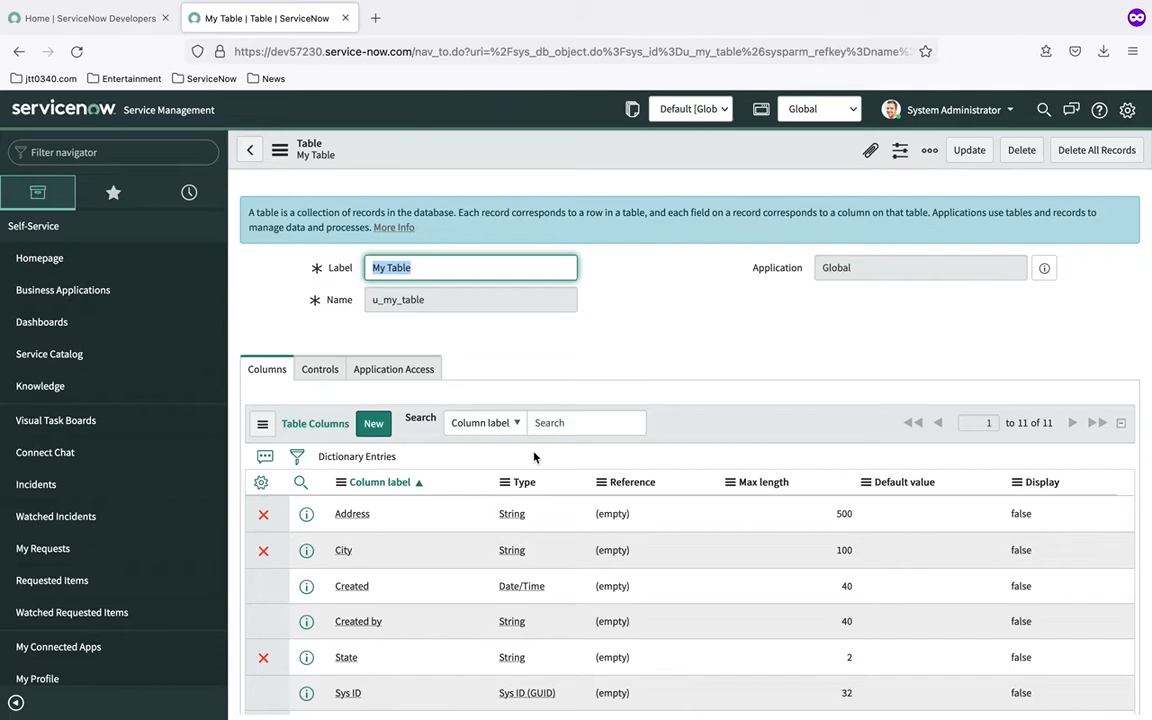 Home | ServiceNow Developers
My Table | Table | ServiceNow
https://dev57230.service-now.com/nav_to.do?uri=%2Fsys_db_object.do%3Fsys_id%3Du_my_table%26sysparm_refkey%3Dname%
jtt0340.com
Entertainment
ServiceNow
News
servicenow
Service Management
Default [Glob
Global
System Administrator
Filter navigator
Table
My Table
Update
Delete
Delete All Records
Self-Service
Homepage
Business Applications
Dashboards
Service Catalog
Knowledge
Visual Task Boards
Connect Chat
Incidents
Watched Incidents
My Requests
Requested Items
Watched Requested Items
My Connected Apps
My Profile
A table is a collection of records in the database. Each record corresponds to a row in a table, and each field on a record corresponds to a column on that table. Applications use tables and records to
manage data and processes. More Info
Label My Table
Application Global
Name u_my_table
Columns Controls Application Access
Table Columns New Search Column label Search 1 to 11 of 11
Dictionary Entries
Column label Type Reference Max length Default value Display
Address String (empty) 500 false
City String (empty) 100 false
Created Date/Time (empty) 40 false
Created by String (empty) 40 false
State String (empty) 2 false
Sys ID Sys ID (GUID) (empty) 32 false